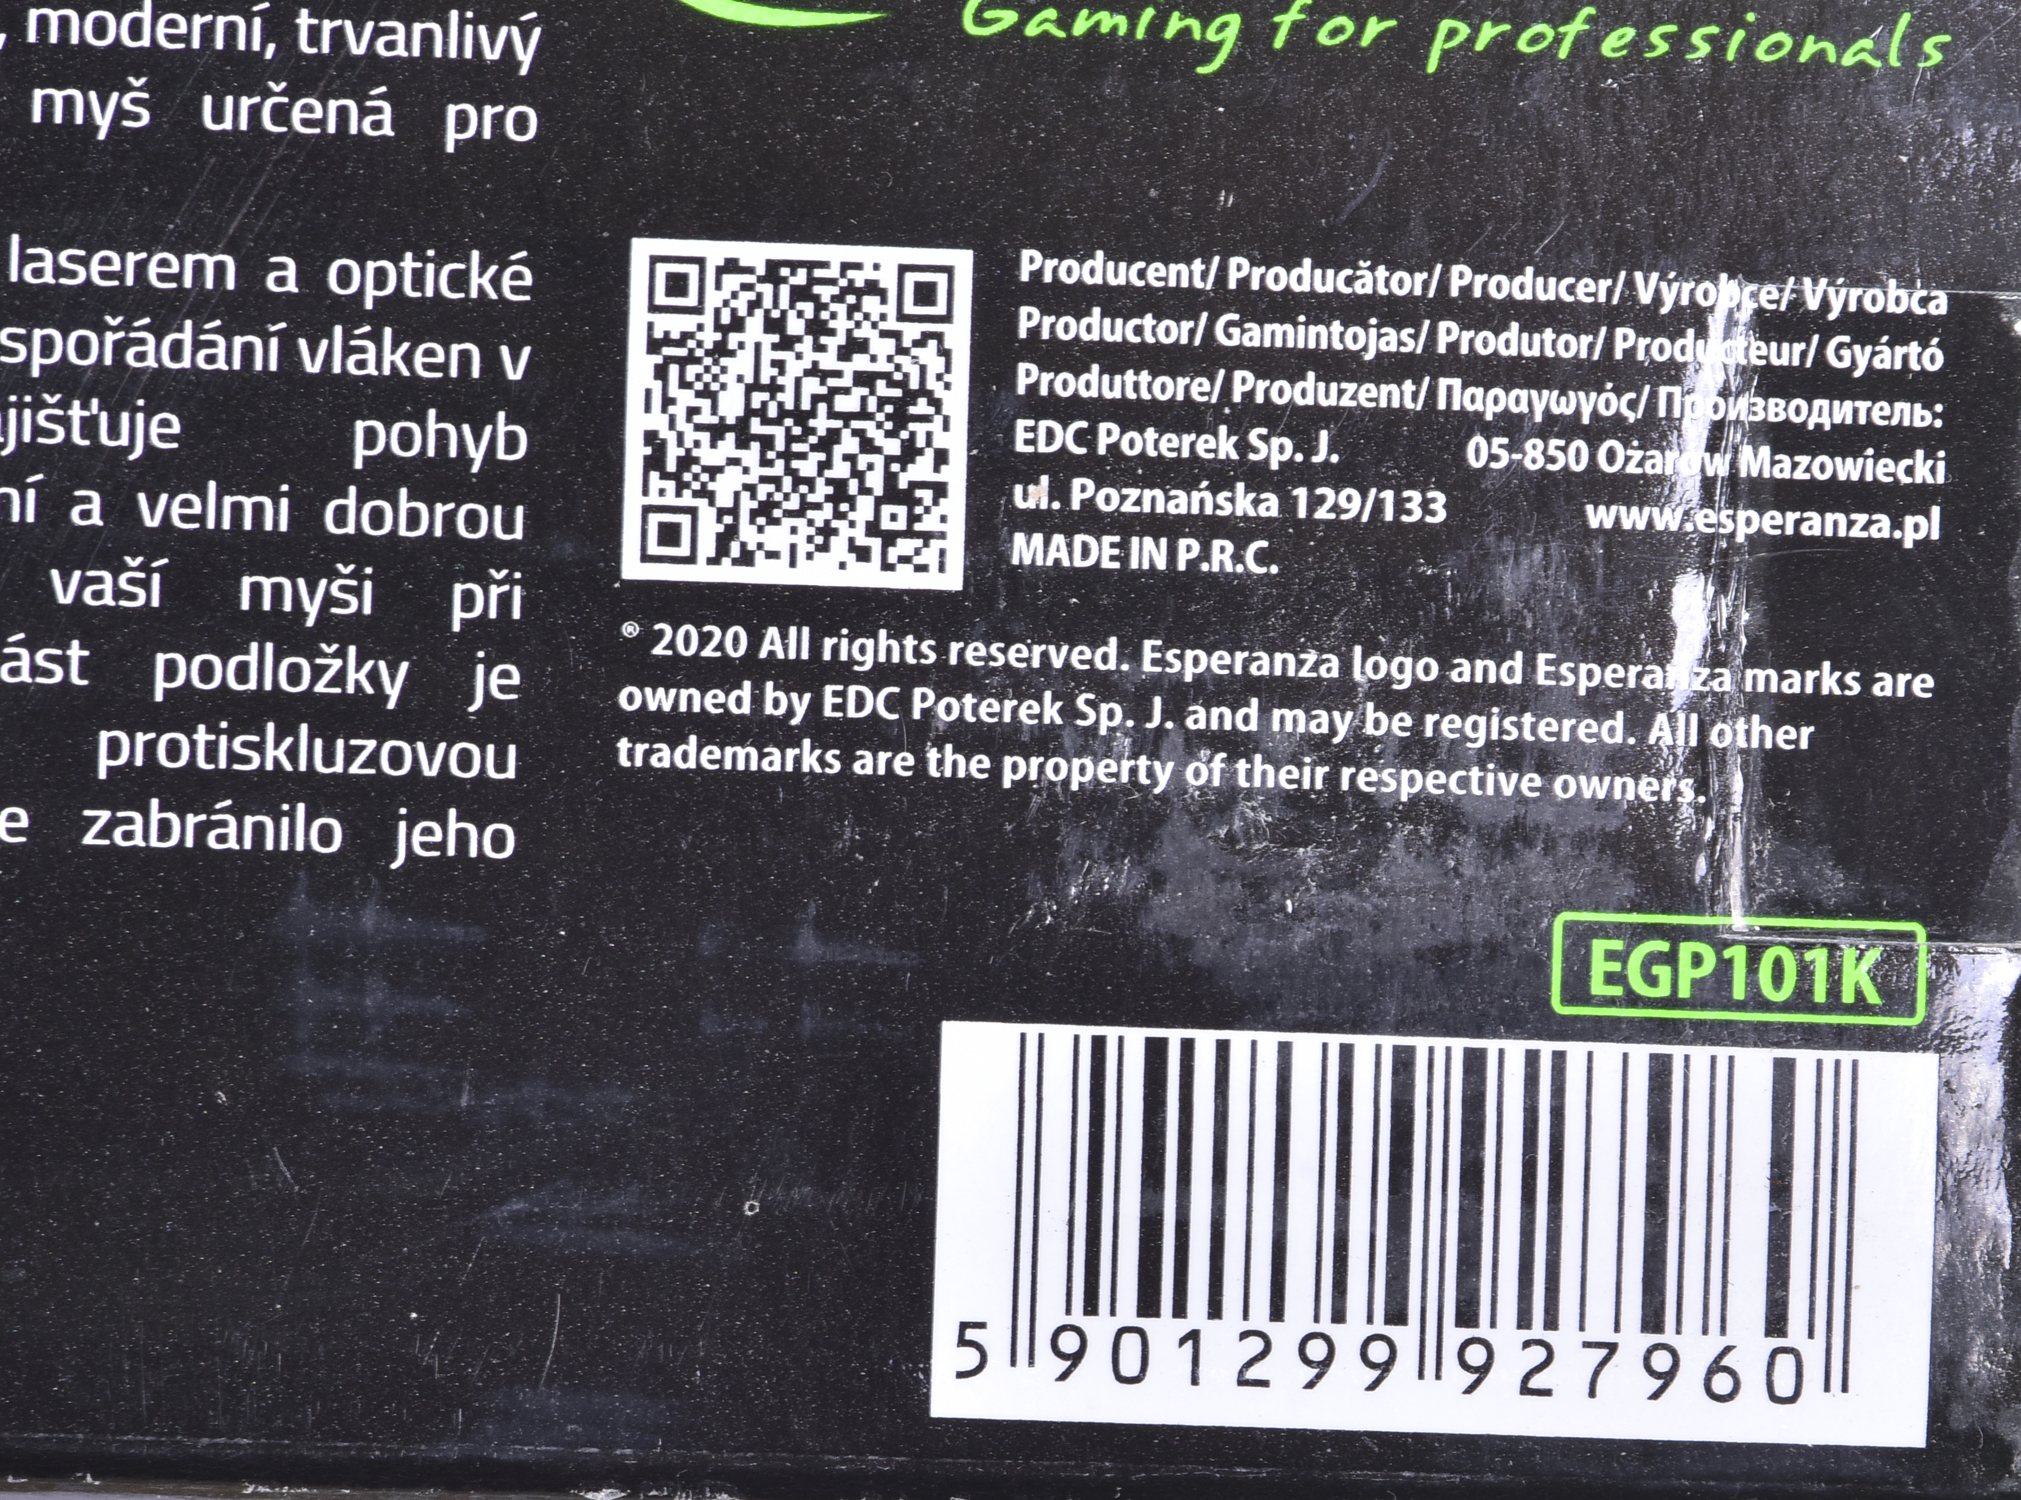 Gaming for professionals
, moderní, trvanlivý
myš určená pro
laserem a optické
spořádání vláken v
jišťuje pohyb
ní a velmi dobrou
vaší myši při
ást podložky je
protiskluzovou
e zabránilo jeho
Producent/ Producător/ Producer/ Výrobce/ Výrobca
Productor/ Gamintojas/ Produtor/ Producteur/ Gyártó
Produttore/ Produzent/ Παραγωγός/ Производитель:
EDC Poterek Sp. J. 05-850 Ożarów Mazowiecki
ul. Poznańska 129/133 www.esperanza.pl
MADE IN P.R.C.
® 2020 All rights reserved. Esperanza logo and Esperanza marks are
owned by EDC Poterek Sp. J. and may be registered. All other
trademarks are the property of their respective owners.
EGP101K
5 901299 927960